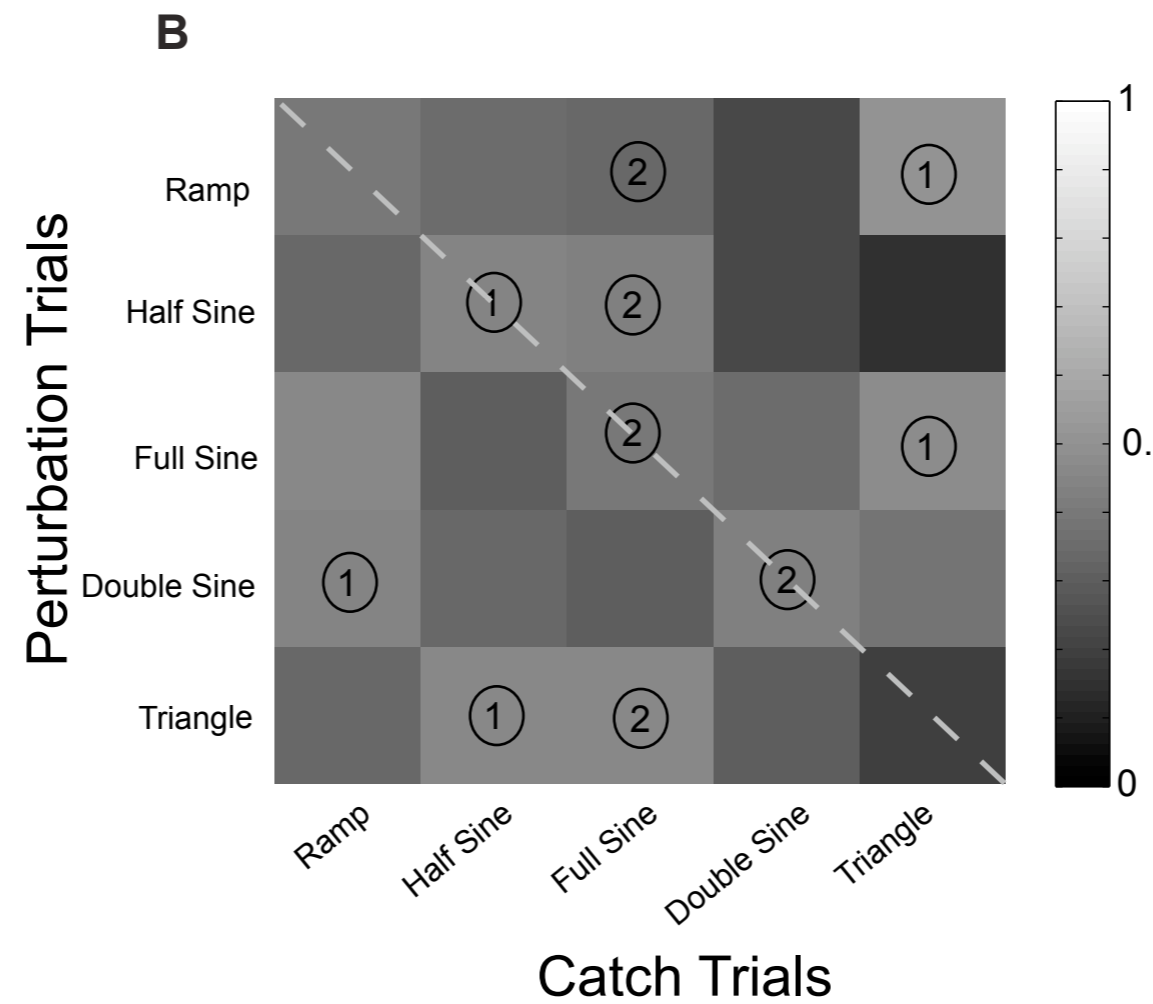 B
1
Ramp 2 1
Half Sine 1 2
Full Sine 2 1
0.
Double Sine 1 2
Triangle 1 2
0
Ramp Half Sine Full Sine Double Sine Triangle
Perturbation Trials
Catch Trials